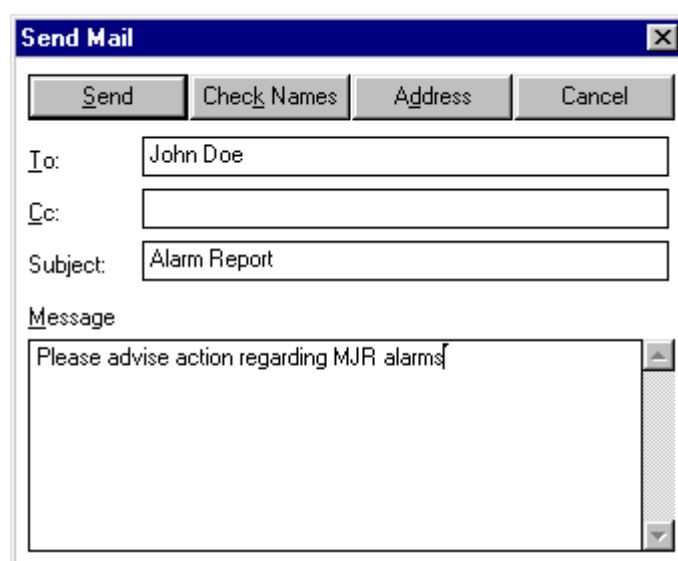 Send Mail
Send Check Names Address Cancel
To: John Doe
Cc:
Subject: Alarm Report
Message
Please advise action regarding MJR alarms